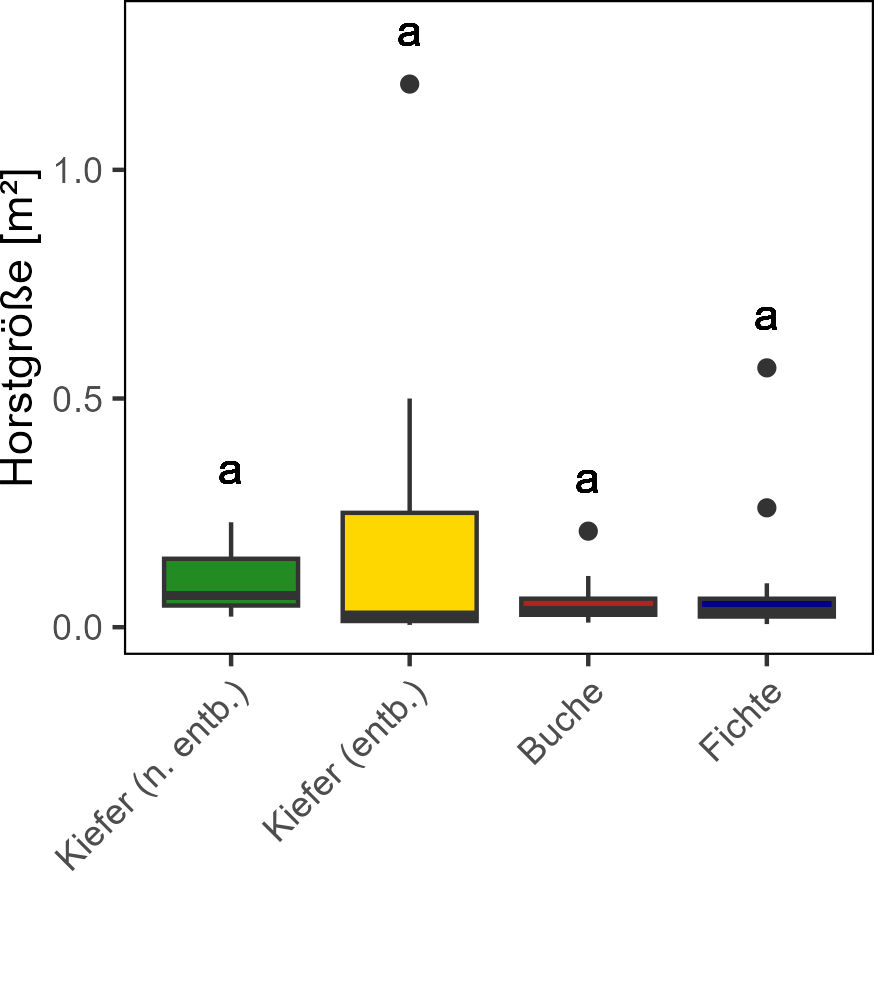 a
1.0
a
Horstgröße [m²]
0.5
a
a
0.0
Kiefer (n. entb.)
Kiefer (entb.)
Buche
Fichte